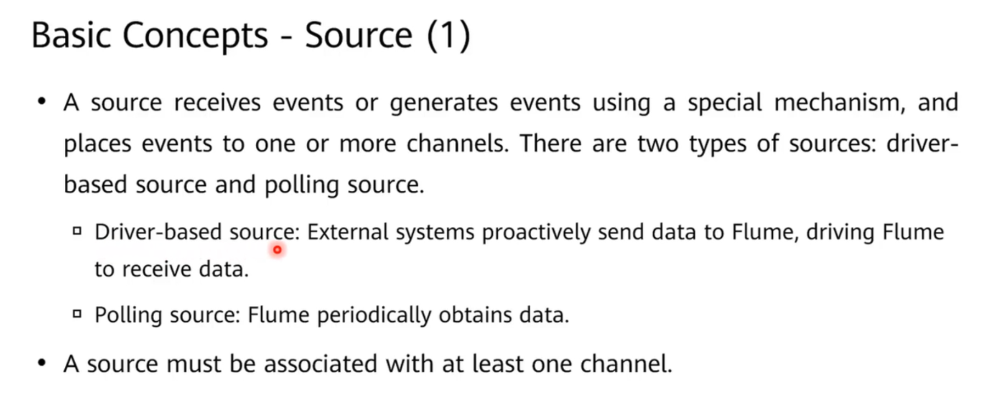 Basic Concepts - Source (1)
• A source receives events or generates events using a special mechanism, and
places events to one or more channels. There are two types of sources: driver-
based source and polling source.
▫ Driver-based source: External systems proactively send data to Flume, driving Flume
to receive data.
▫ Polling source: Flume periodically obtains data.
• A source must be associated with at least one channel.